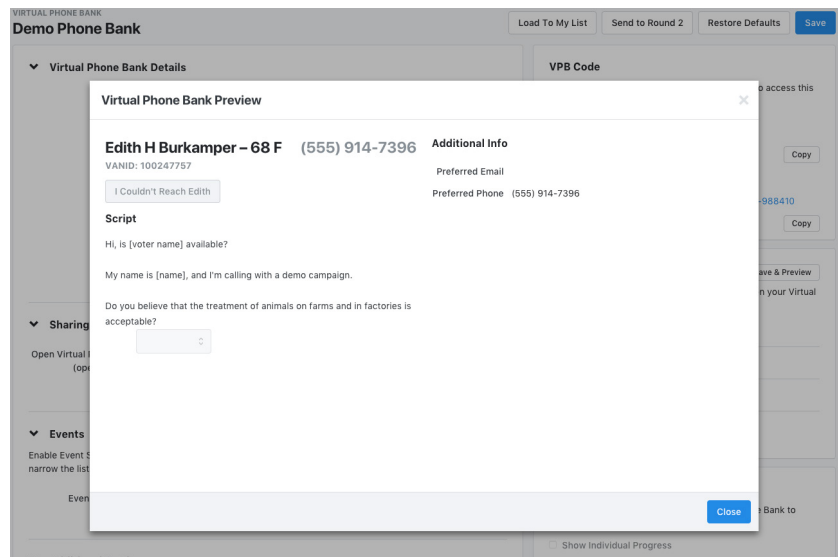 VIRTUAL PHONE BANK
Demo Phone Bank
Load To My List
Send to Round 2
Restore Defaults
Save
Virtual Phone Bank Details
VPB Code
o access this
Copy
-988410
Copy
ave & Preview
n your Virtual
Sharing
Open Virtual
(ope
Events
Enable Event S
narrow the list
Even
e Bank to
Show Individual Progress
Virtual Phone Bank Preview
Edith H Burkamper – 68 F (555) 914-7396
VANID: 100247757
I Couldn't Reach Edith
Script
Hi, is [voter name] available?
My name is [name], and I'm calling with a demo campaign.
Do you believe that the treatment of animals on farms and in factories is
acceptable?
Additional Info
Preferred Email
Preferred Phone (555) 914-7396
Close